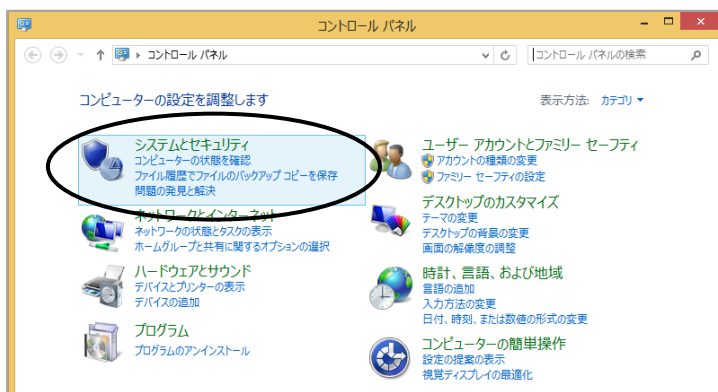 コントロール パネル
コントロール パネル
コントロール パネルの検索
コンピューターの設定を調整します
表示方法: カテゴリ
システムとセキュリティ
コンピューターの状態を確認
ファイル履歴でファイルのバックアップ コピーを保存
問題の発見と解決
ネットワークとインターネット
ネットワークの状態とタスクの表示
ホームグループと共有に関するオプションの選択
ハードウェアとサウンド
デバイスとプリンターの表示
デバイスの追加
プログラム
プログラムのアンインストール
ユーザー アカウントとファミリー セーフティ
アカウントの種類の変更
ファミリー セーフティの設定
デスクトップのカスタマイズ
テーマの変更
デスクトップの背景の変更
画面の解像度の調整
時計、言語、および地域
言語の追加
入力方法の変更
日付、時刻、または数値の形式の変更
コンピューターの簡単操作
設定の提案の表示
視覚ディスプレイの最適化